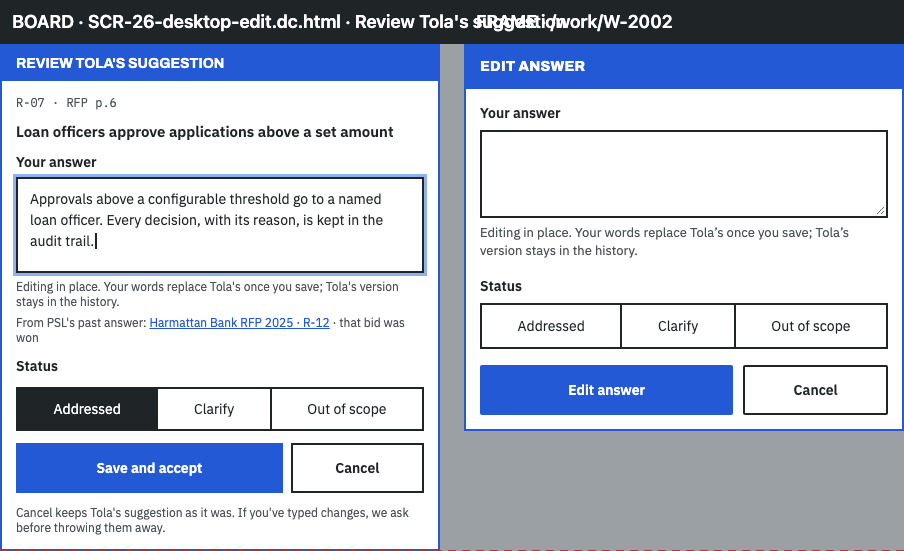 BOARD · SCR-26-desktop-edit.dc.html · Review Tola's suggestion
FRAME · /work/W-2002
REVIEW TOLA'S SUGGESTION
R-07 · RFP p.6
Loan officers approve applications above a set amount
Your answer
Approvals above a configurable threshold go to a named
loan officer. Every decision, with its reason, is kept in the
audit trail.
Editing in place. Your words replace Tola's once you save; Tola's version
stays in the history.
From PSL's past answer: Harmattan Bank RFP 2025 · R-12 · that bid was
won
Status
Addressed Clarify Out of scope
Save and accept Cancel
Cancel keeps Tola's suggestion as it was. If you've typed changes, we ask
before throwing them away.
EDIT ANSWER
Your answer
Editing in place. Your words replace Tola’s once you save; Tola’s
version stays in the history.
Status
Addressed Clarify Out of scope
Edit answer Cancel